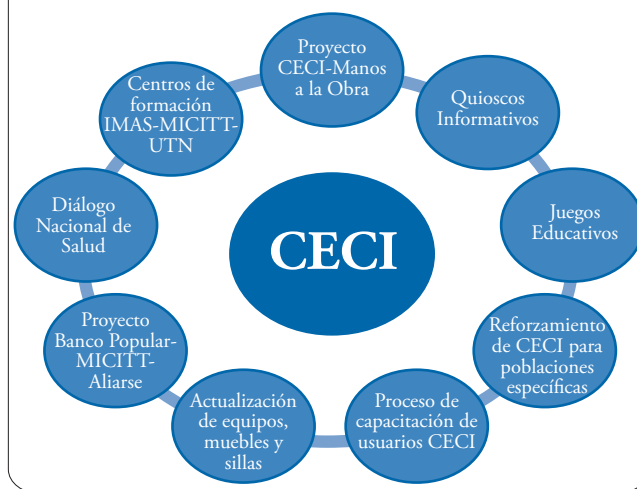 Proyecto
CECI-Manos
a la Obra
Quioscos
Informativos
Juegos
Educativos
Reforzamiento
de CECI para
poblaciones
específicas
Proceso de
capacitación de
usuarios CECI
Actualización
de equipos,
muebles y
sillas
Proyecto
Banco Popular-
MICITT-
Aliarse
Diálogo
Nacional de
Salud
Centros de
formación
IMAS-MICITT-
UTN
CECI